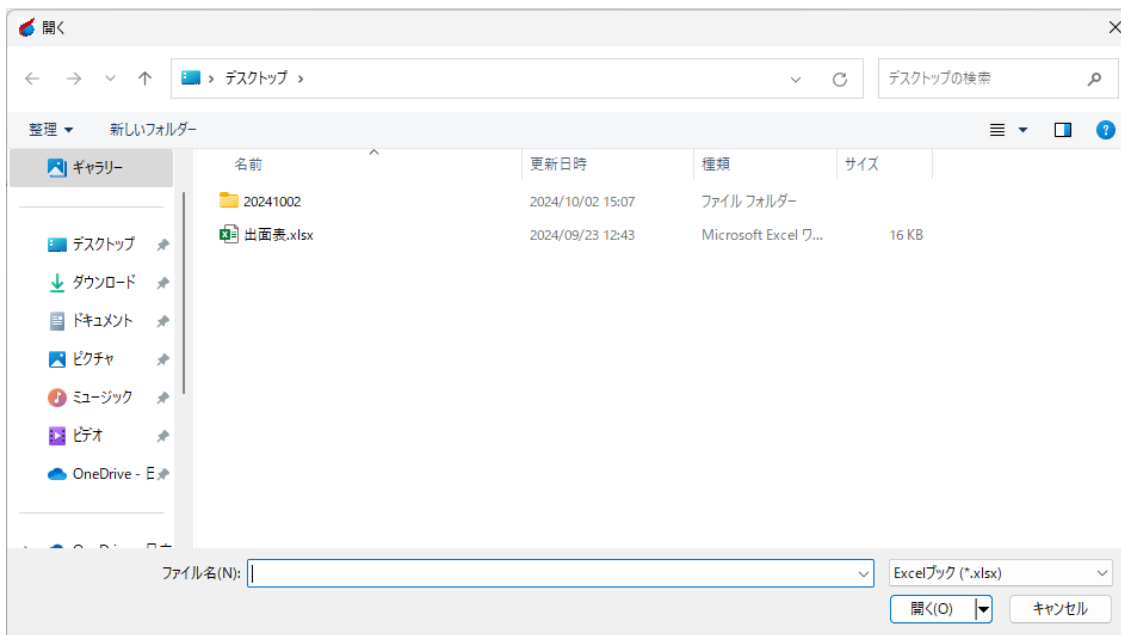 開く
デスクトップ
デスクトップの検索
整理
新しいフォルダー
名前 更新日時 種類 サイズ
ギャラリー
20241002 2024/10/02 15:07 ファイル フォルダー
出面表.xlsx 2024/09/23 12:43 Microsoft Excel ワ... 16 KB
デスクトップ
ダウンロード
ドキュメント
ピクチャ
ミュージック
ビデオ
OneDrive - 日
ファイル名(N):
Excelブック (*.xlsx)
開く(O)
キャンセル